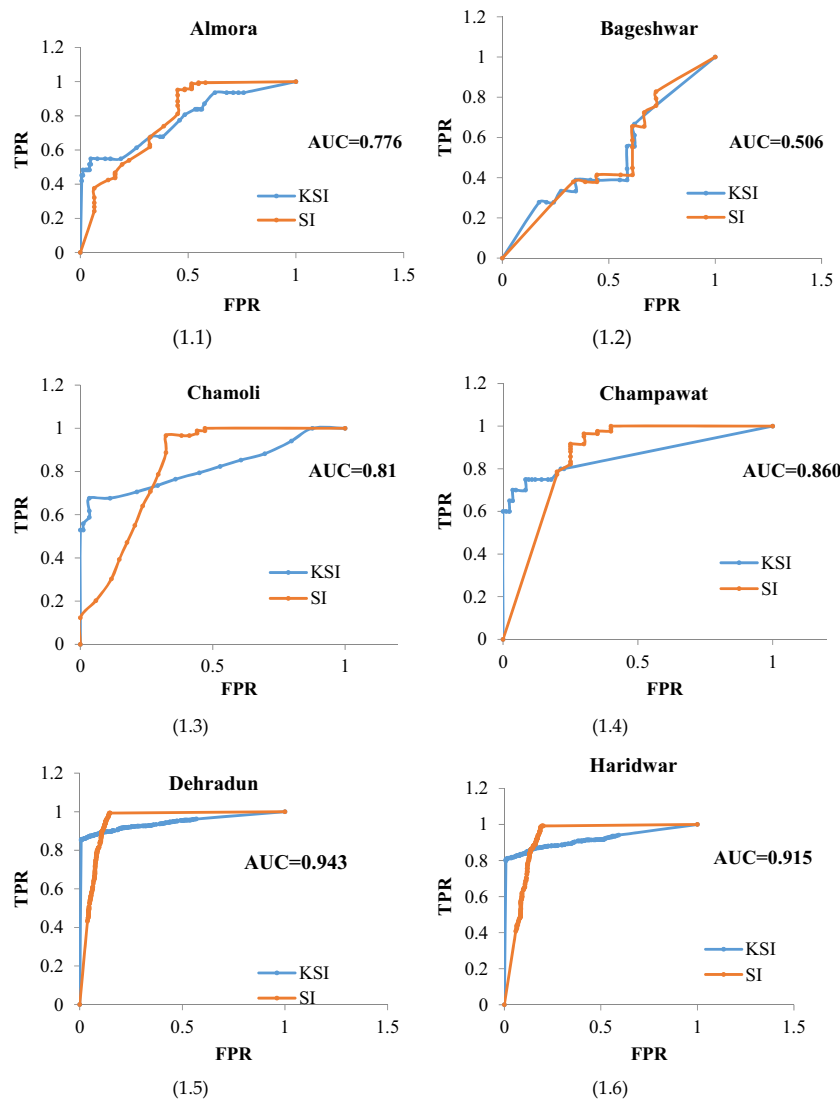 Almora
1.2
1
0.8
0.6
0.4
0.2
0
TPR
AUC=0.776
KSI
SI
0
0.5
1
1.5
FPR
(1.1)
Bageshwar
1.2
1
0.8
0.6
0.4
0.2
0
TPR
AUC=0.506
KSI
SI
0
0.5
1
1.5
FPR
(1.2)
Chamoli
1.2
1
0.8
0.6
0.4
0.2
0
TPR
AUC=0.81
KSI
SI
0
0.5
1
FPR
(1.3)
Champawat
1.2
1
0.8
0.6
0.4
0.2
0
TPR
AUC=0.860
KSI
SI
0
0.5
1
FPR
(1.4)
Dehradun
1.2
1
0.8
0.6
0.4
0.2
0
TPR
AUC=0.943
KSI
SI
0
0.5
1
1.5
FPR
(1.5)
Haridwar
1.2
1
0.8
0.6
0.4
0.2
0
TPR
AUC=0.915
KSI
SI
0
0.5
1
1.5
FPR
(1.6)